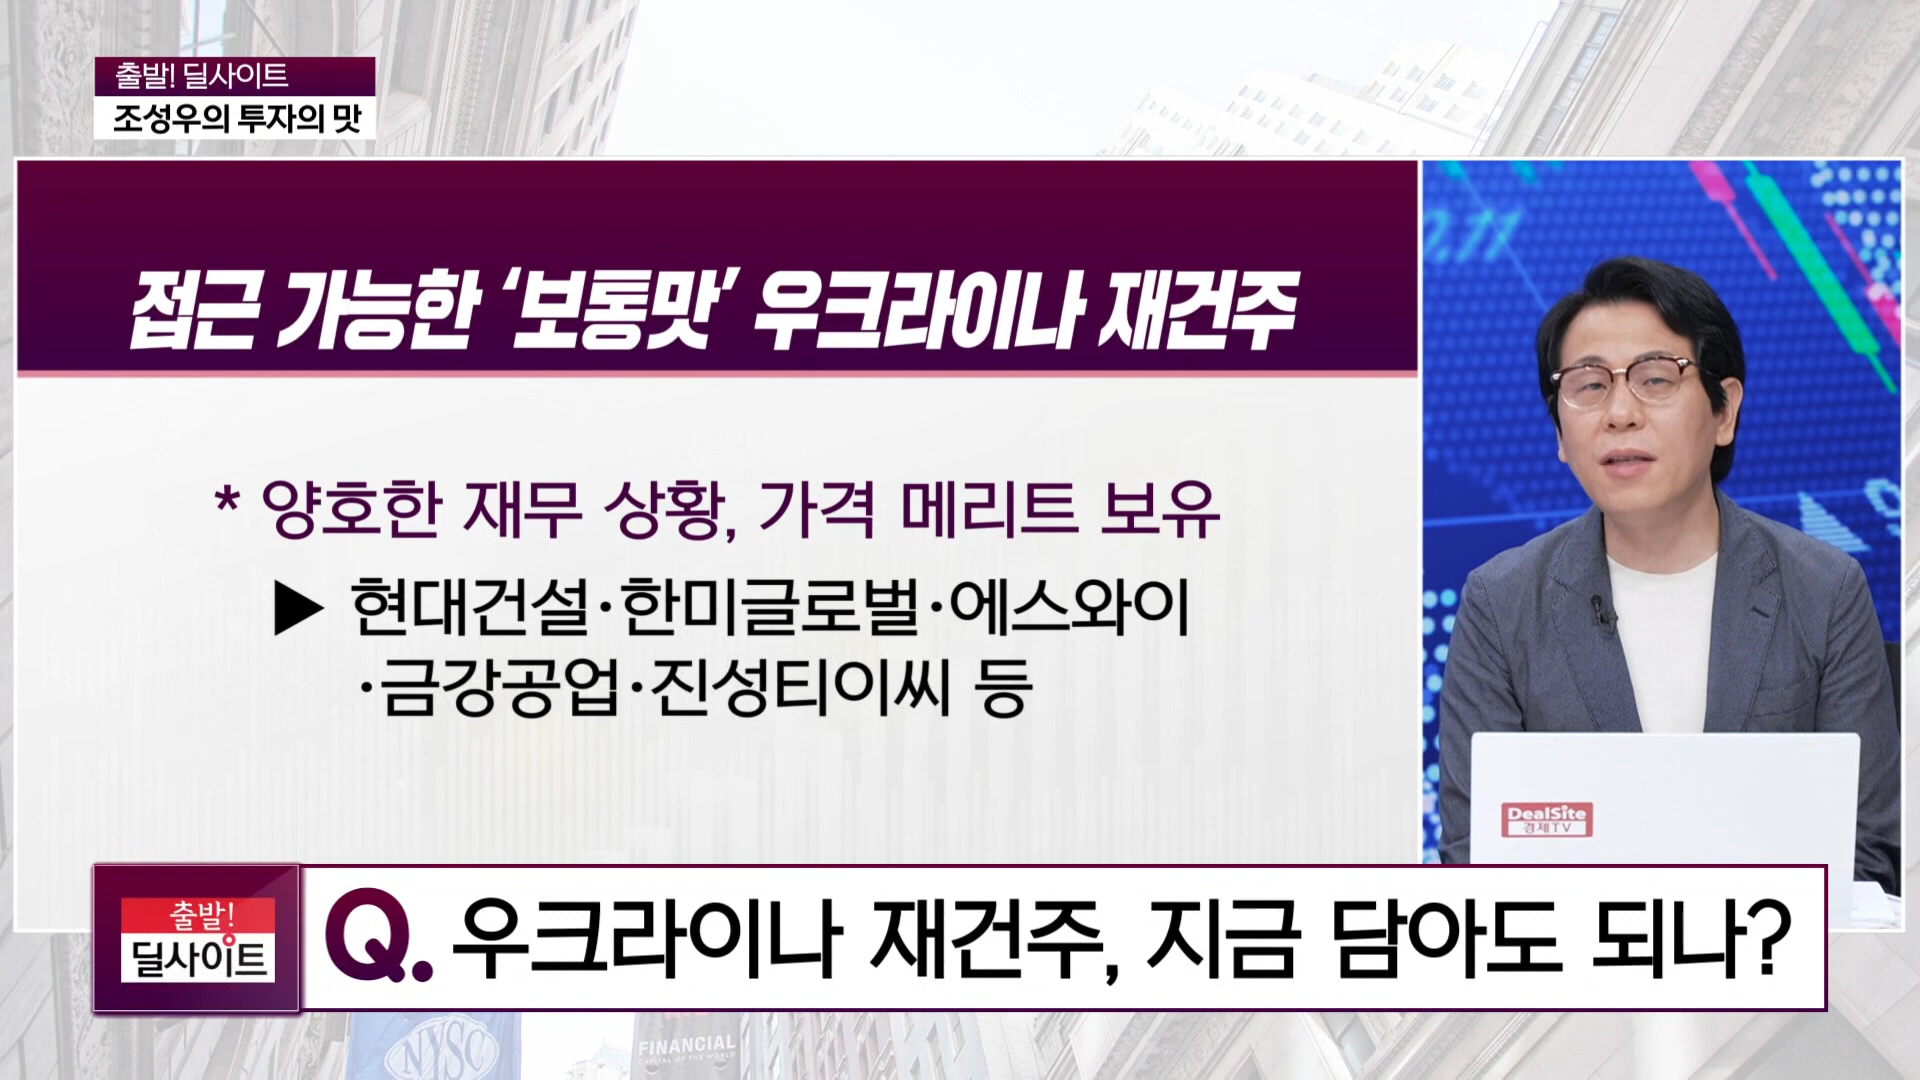 출발! 딜사이트
조성우의 투자의 맛
접근 가능한 ‘보통맛’ 우크라이나 재건주
* 양호한 재무 상황, 가격 메리트 보유
▶ 현대건설·한미글로벌·에스와이
·금강공업·진성티이씨 등
DealSite
경제TV
출발!
딜사이트
Q. 우크라이나 재건주, 지금 담아도 되나?
NYSC
FINANCIAL
CAPITAL OF THE WORLD